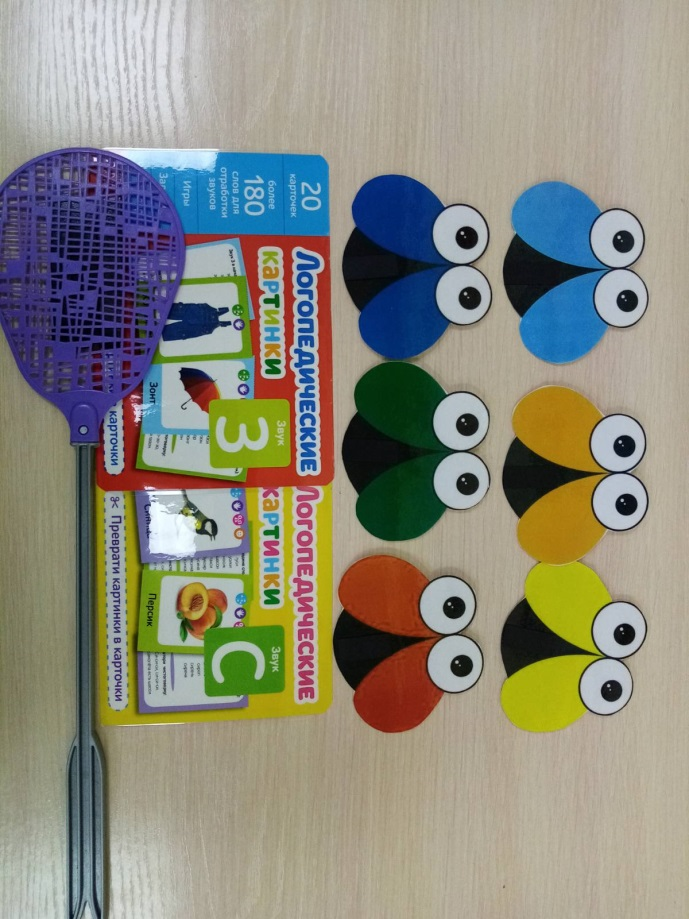 20
карточек
более
180
слов для
отработки
звуков
Игры
Логопедические
картинки
Звук
З
Зонт
карточки
Логопедические
картинки
Звук
С
Персик
✂ Преврати картинки в карточки